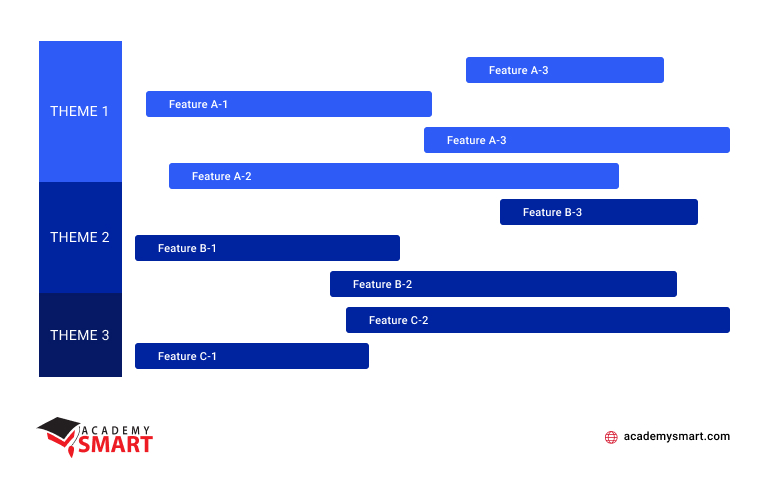 THEME 1
Feature A-3
Feature A-1
Feature A-3
Feature A-2
THEME 2
Feature B-3
Feature B-1
Feature B-2
THEME 3
Feature C-2
Feature C-1
ACADEMY
SMART
academysmart.com